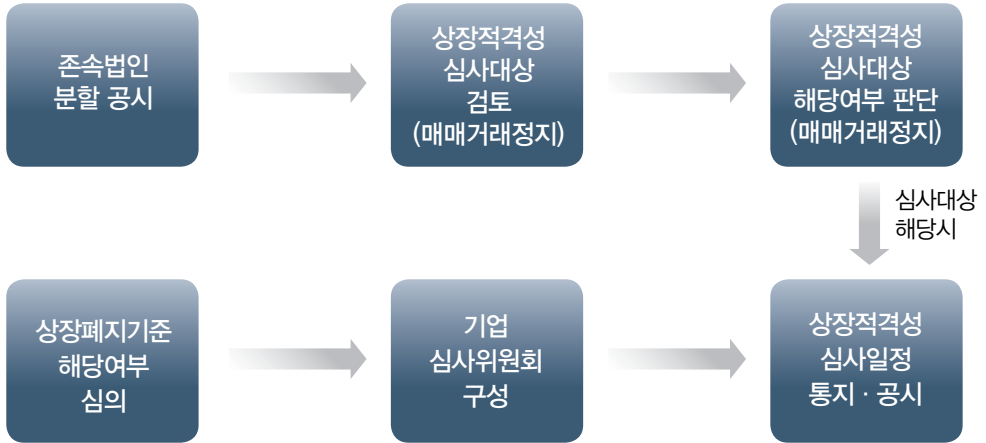 존속법인
분할 공시
상장적격성
심사대상
검토
(매매거래정지)
상장적격성
심사대상
해당여부 판단
(매매거래정지)
심사대상
해당시
상장폐지기준
해당여부
심의
기업
심사위원회
구성
상장적격성
심사일정
통지 · 공시